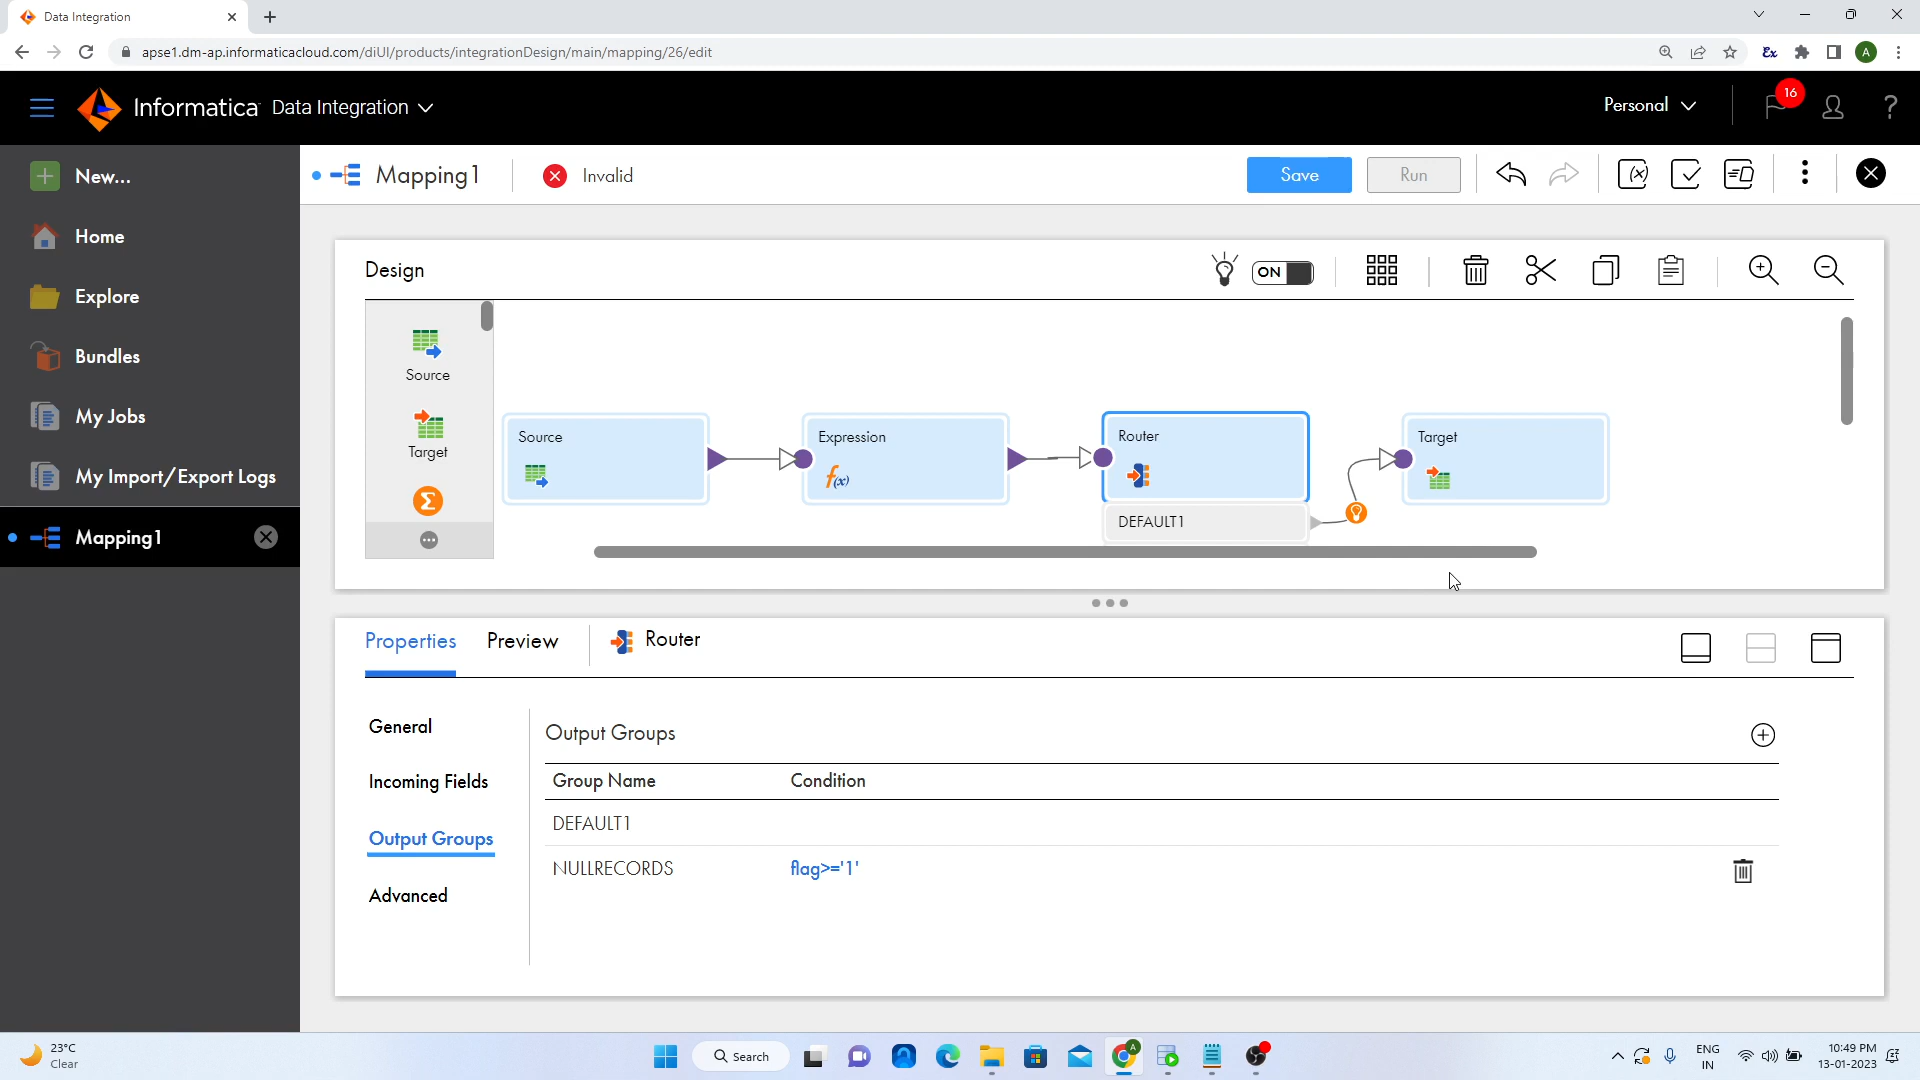 Data Integration
apse1.dm-ap.informaticacloud.com/diUI/products/integrationDesign/main/mapping/26/edit
Ex
A
Informatica Data Integration
Personal
16
?
New...
Home
Explore
Bundles
My Jobs
My Import/Export Logs
Mapping1
Mapping1
Invalid
Save
Run
Design
ON
Source
Target
Source
Expression
f(x)
Router
DEFAULT1
Target
Properties
Preview
Router
General
Incoming Fields
Output Groups
Advanced
Output Groups
Group Name
Condition
DEFAULT1
NULLRECORDS
flag>='1'
23°C
Clear
Search
A
ENG
IN
10:49 PM
13-01-2023